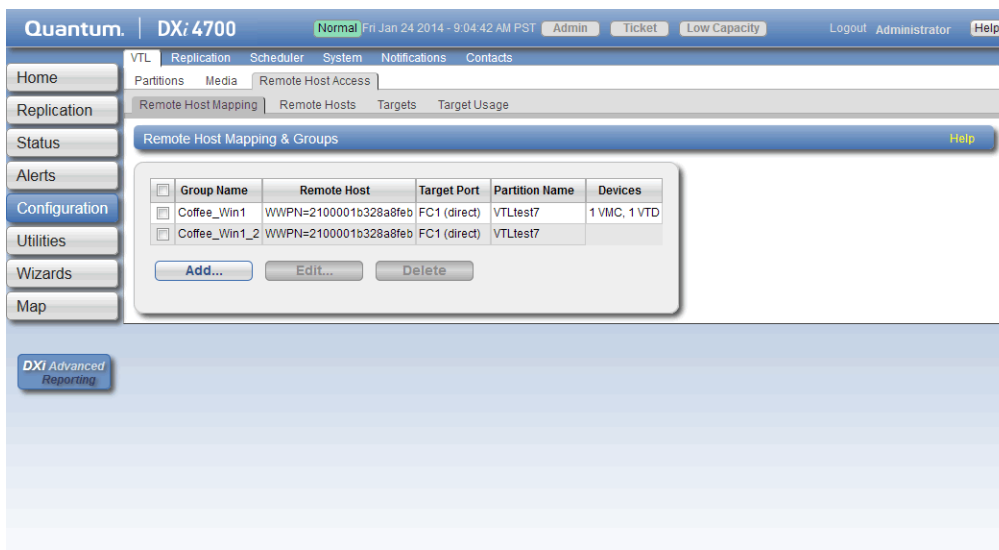 Quantum. DXi 4700 Normal Fri Jan 24 2014 - 9:04:42 AM PST Admin Ticket Low Capacity Logout Administrator Help
VTL Replication Scheduler System Notifications Contacts
Home
Partitions Media Remote Host Access
Replication
Remote Host Mapping Remote Hosts Targets Target Usage
Status
Remote Host Mapping & Groups Help
Alerts
Group Name Remote Host Target Port Partition Name Devices
Configuration
Coffee_Win1 WWPN=2100001b328a8feb FC1 (direct) VTLtest7 1 VMC, 1 VTD
Coffee_Win1_2 WWPN=2100001b328a8feb FC1 (direct) VTLtest7
Utilities
Wizards
Add... Edit... Delete
Map
DXi Advanced
Reporting